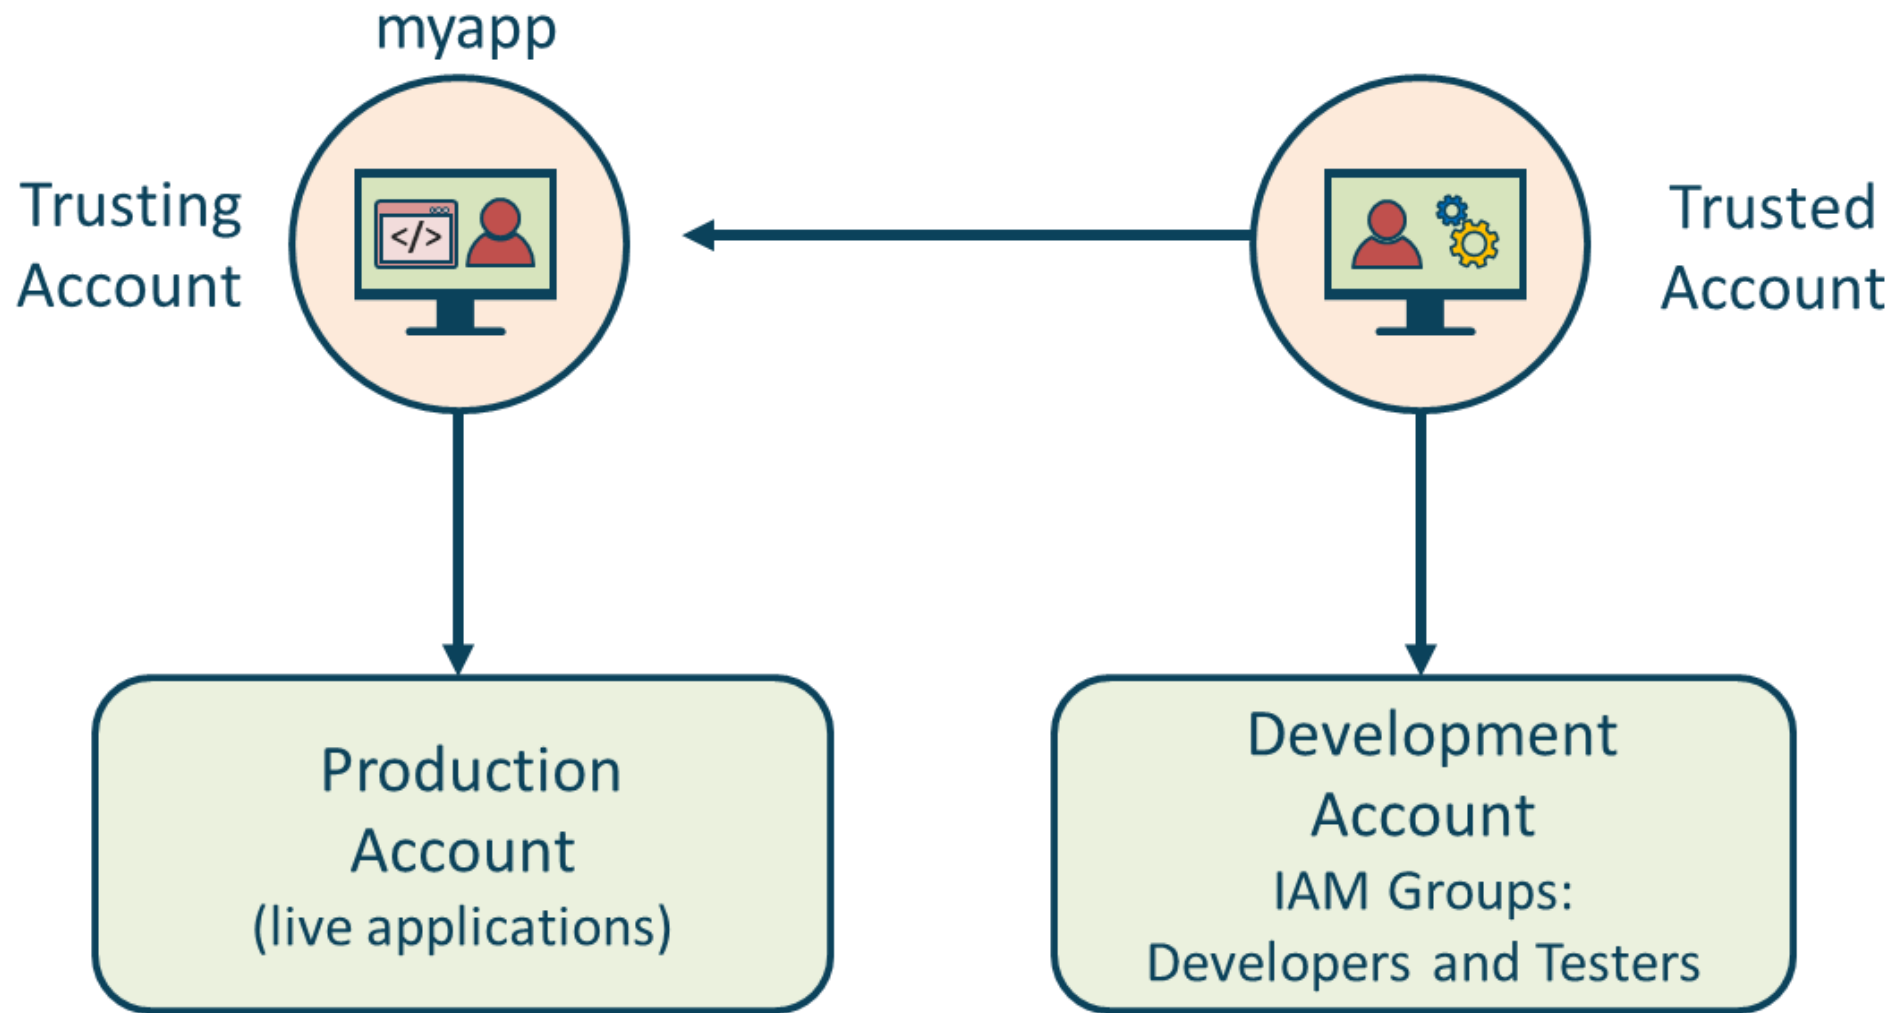 myapp
Trusting
Account
</>
Trusted
Account
Production
Account
(live applications)
Development
Account
IAM Groups:
Developers and Testers